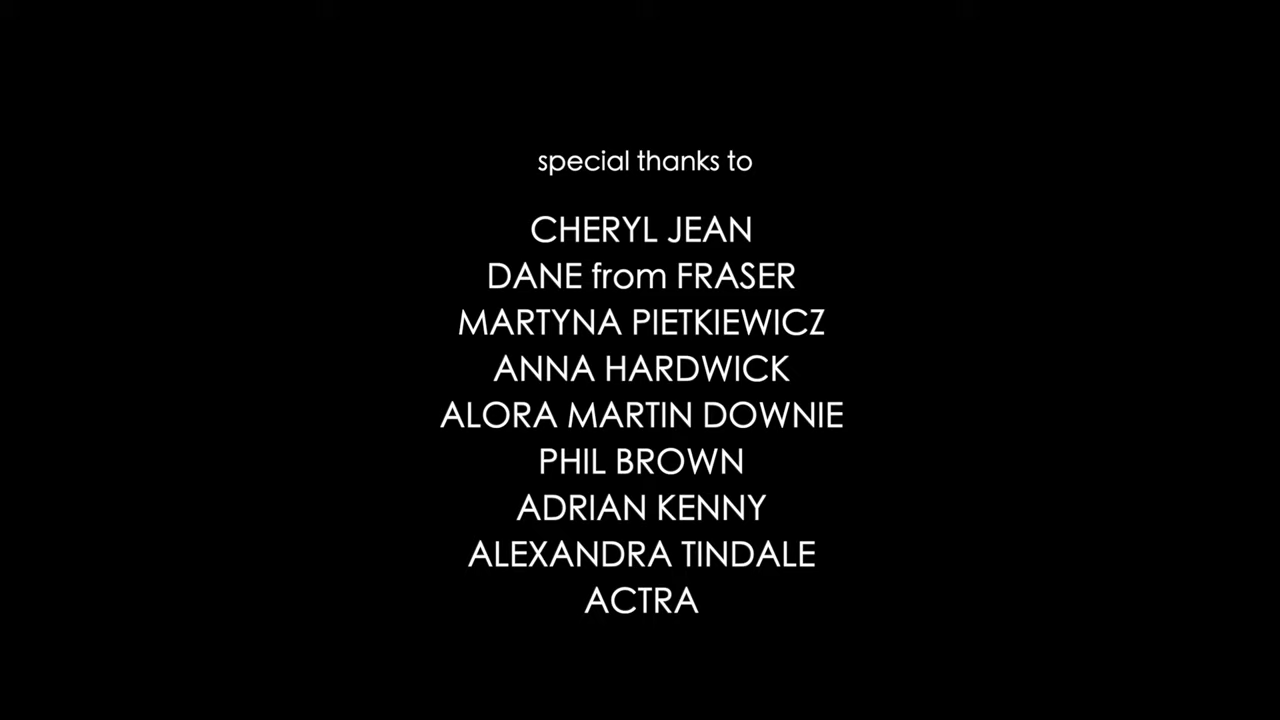 special thanks to
CHERYL JEAN
DANE from FRASER
MARTYNA PIETKIEWICZ
ANNA HARDWICK
ALORA MARTIN DOWNIE
PHIL BROWN
ADRIAN KENNY
ALEXANDRA TINDALE
ACTRA